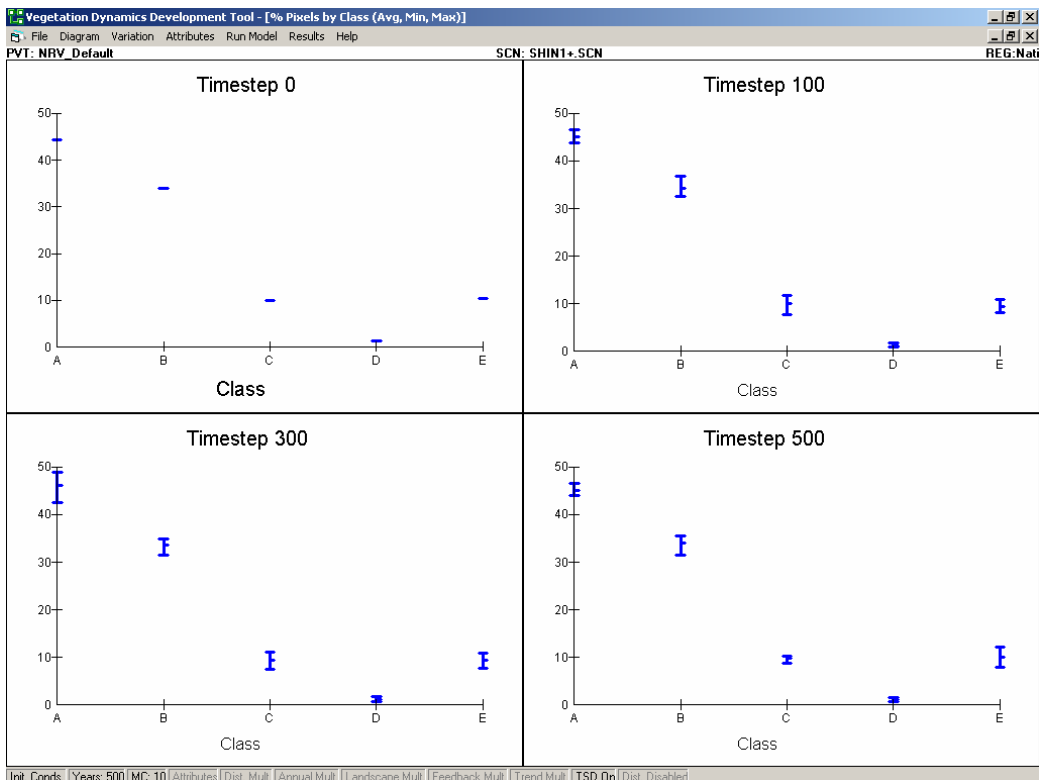 Vegetation Dynamics Development Tool - [% Pixels by Class (Avg, Min, Max)]
File Diagram Variation Attributes Run Model Results Help
PVT: NRV_Default SCN: SHIN1+.SCN REG:Nati
Timestep 0
50
40
30
20
10
0
A B C D E
Class
Timestep 100
50
40
30
20
10
0
A B C D E
Class
Timestep 300
50
40
30
20
10
0
A B C D E
Class
Timestep 500
50
40
30
20
10
0
A B C D E
Class
Init. Conds. Years: 500 MC: 10 Attributes Dist. Mult Annual Mult Landscape Mult Feedback Mult Trend Mult TSD On Dist. Disabled